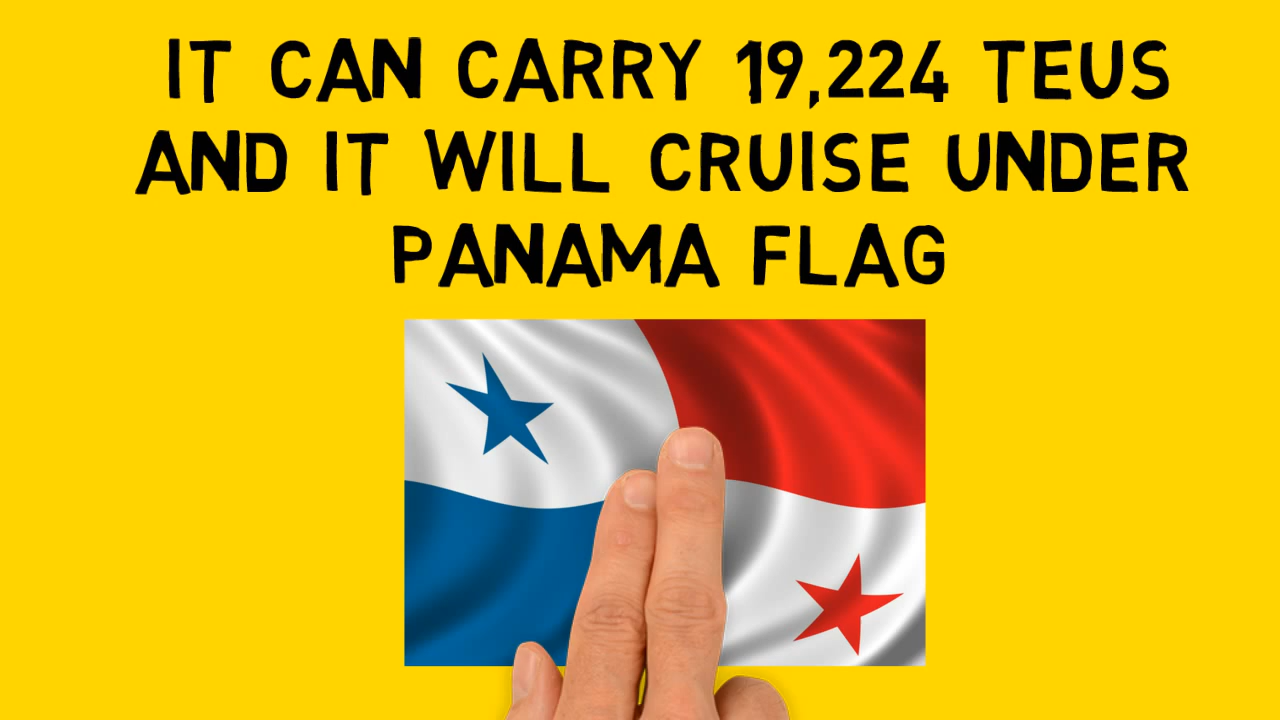 IT CAN CARRY 19,224 TEUS
AND IT WILL CRUISE UNDER
PANAMA FLAG